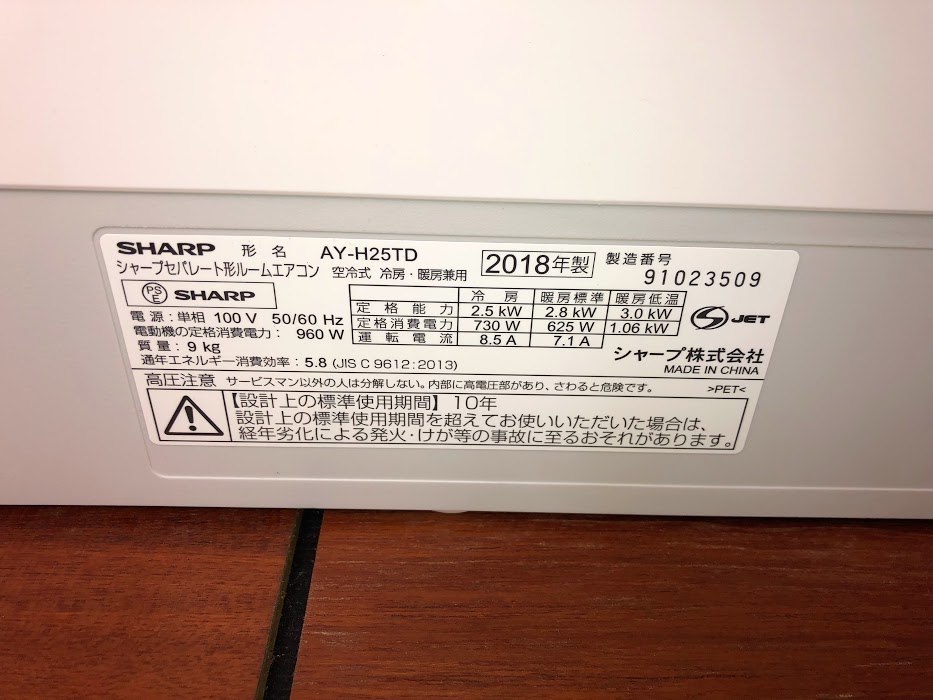 SHARP 形 名 AY-H25TD 2018年製 製造番号
シャープセパレート形ルームエアコン 空冷式 冷房・暖房兼用 91023509
PS E SHARP
冷 房 暖房標準 暖房低温
定 格 能 力 2.5 kW 2.8 kW 3.0 kW
定格消費電力 730 W 625 W 1.06 kW
運 転 電 流 8.5 A 7.1 A
JET
電 源 : 単相 100 V 50/60 Hz
電動機の定格消費電力： 960 W
質 量 : 9 kg
通年エネルギー消費効率 : 5.8 (JIS C 9612:2013)
シャープ株式会社
MADE IN CHINA
高圧注意 サービスマン以外の人は分解しない。内部に高電圧部があり、さわると危険です。 >PET<
【設計上の標準使用期間】10年
設計上の標準使用期間を超えてお使いいただいた場合は、
経年劣化による発火・けが等の事故に至るおそれがあります。